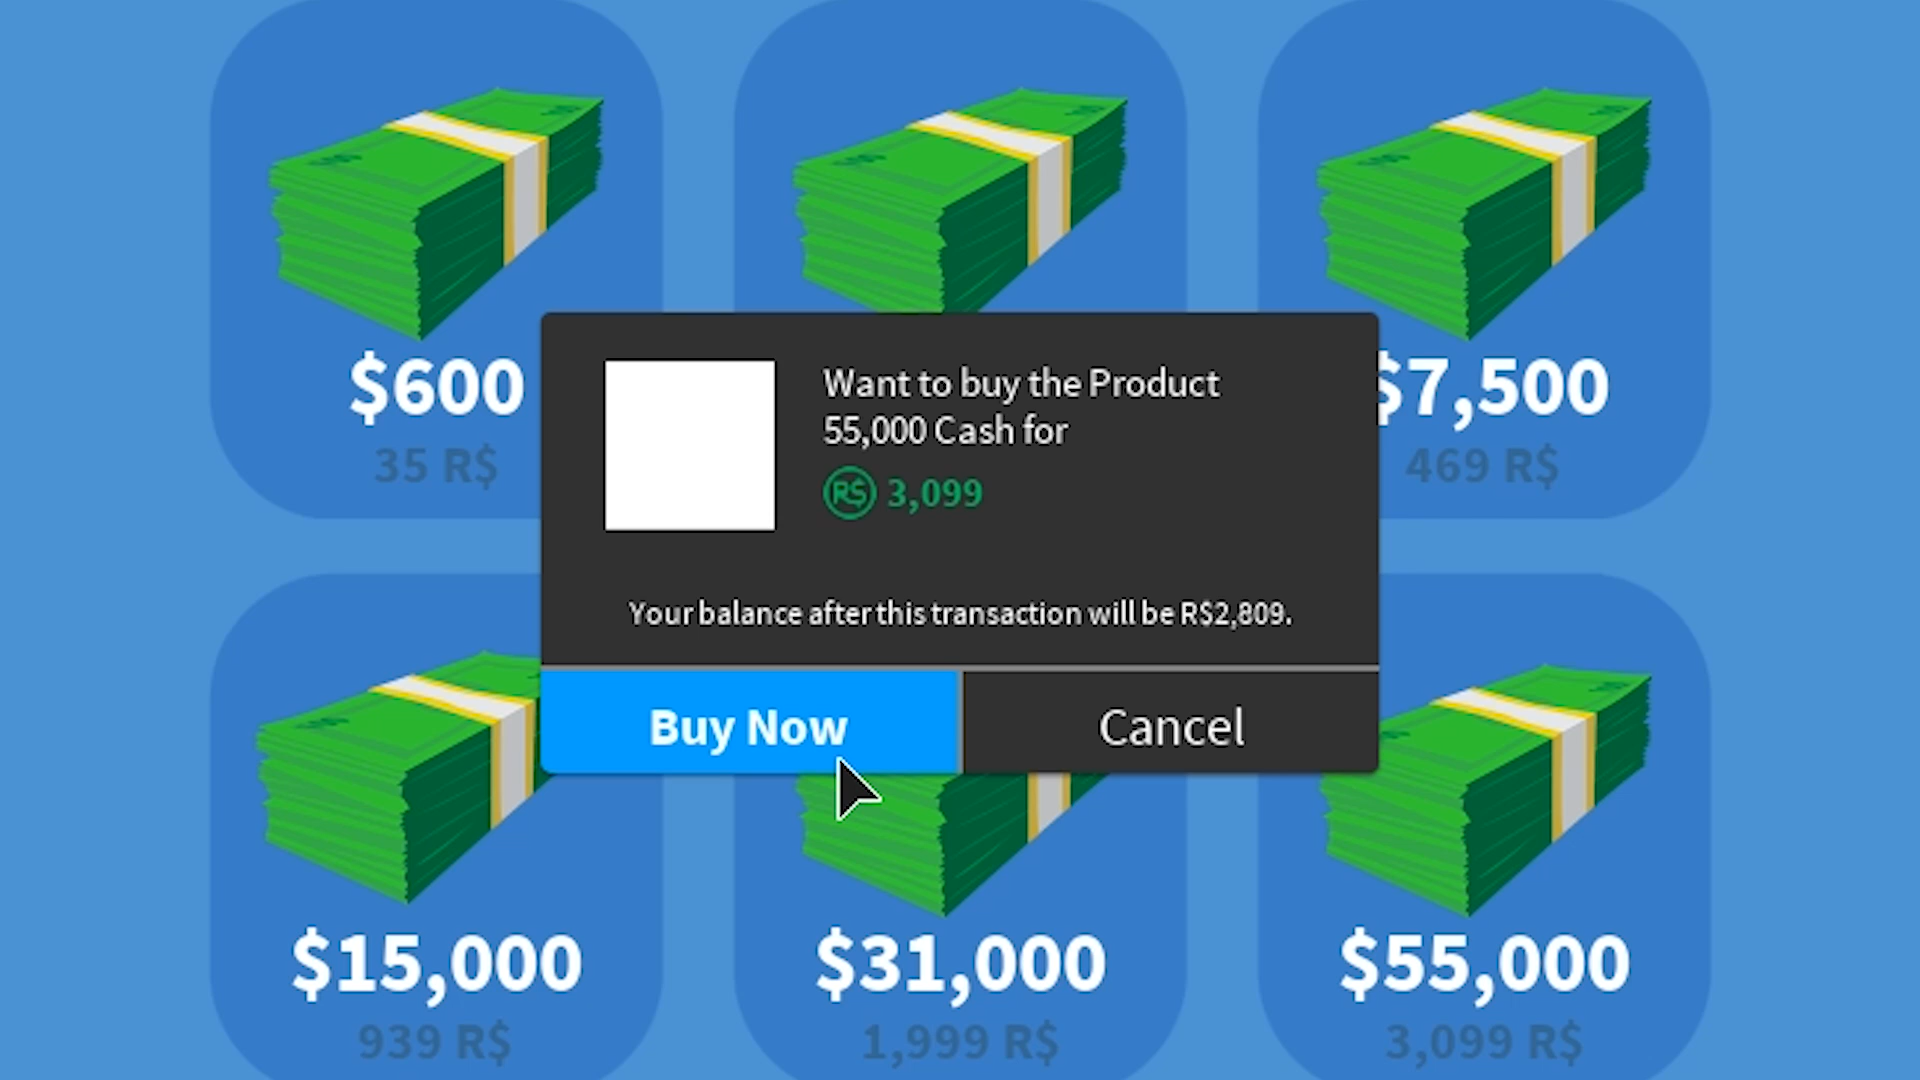 $600
35 R$
$7,500
469 R$
Want to buy the Product
55,000 Cash for
R$ 3,099
Your balance after this transaction will be R$2,809.
Buy Now
Cancel
$15,000
939 R$
$31,000
1,999 R$
$55,000
3,099 R$